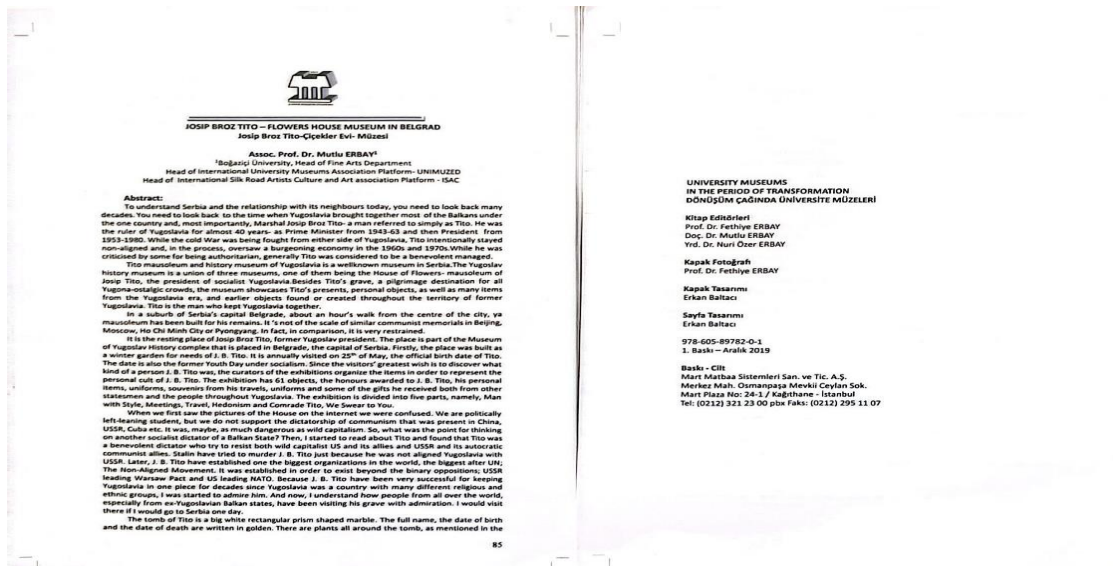 JOSIP BROZ TITO – FLOWERS HOUSE MUSEUM IN BELGRAD
Josip Broz Tito-Çiçekler Evi- Müzesi
Assoc. Prof. Dr. Mutlu ERBAY¹
¹Boğaziçi Üniversity, Head of Fine Arts Department
Head of International University Museums Association Platform- UNIMUZED
Head of International Silk Road Artists Culture and Art association Platform - ISAC
Abstract:
To understand Serbia and the relationship with its neighbours today, you need to look back many
decades. You need to look back to the time when Yugoslavia brought together most of the Balkans under
the one country and, most importantly, Marshal Josip Broz Tito- a man referred to simply as Tito. He was
the ruler of Yugoslavia for almost 40 years- as Prime Minister from 1943-63 and then President from
1953-1980. While the cold War was being fought from either side of Yugoslavia, Tito intentionally stayed
non-aligned and, in the process, oversaw a burgeoning economy in the 1960s and 1970s.While he was
criticised by some for being authoritarian, generally Tito was considered to be a benevolent managed.
Tito mausoleum and history museum of Yugoslavia is a wellknown museum in Serbia.The Yugoslav
history museum is a union of three museums, one of them being the House of Flowers- mausoleum of
Josip Tito, the president of socialist Yugoslavia.Besides Tito's grave, a pilgrimage destination for all
Yugona-ostalgic crowds, the museum showcases Tito's presents, personal objects, as well as many items
from the Yugoslavia era, and earlier objects found or created throughout the territory of former
Yugoslavia. Tito is the man who kept Yugoslavia together.
In a suburb of Serbia's capital Belgrade, about an hour's walk from the centre of the city, ya
mausoleum has been built for his remains. It 's not of the scale of similar communist memorials in Beijing,
Moscow, Ho Chi Minh City or Pyongyang. In fact, in comparison, it is very restrained.
It is the resting place of Josip Broz Tito, former Yugoslav president. The place is part of the Museum
of Yugoslav History complex that is placed in Belgrade, the capital of Serbia. Firstly, the place was built as
a winter garden for needs of J. B. Tito. It is annually visited on 25th of May, the official birth date of Tito.
The date is also the former Youth Day under socialism. Since the visitors' greatest wish is to discover what
kind of a person J. B. Tito was, the curators of the exhibitions organize the items in order to represent the
personal cult of J. B. Tito. The exhibition has 61 objects, the honours awarded to J. B. Tito, his personal
items, uniforms, souvenirs from his travels, uniforms and some of the gifts he received both from other
statesmen and the people throughout Yugoslavia. The exhibition is divided into five parts, namely, Man
with Style, Meetings, Travel, Hedonism and Comrade Tito, We Swear to You.
When we first saw the pictures of the House on the internet we were confused. We are politically
left-leaning student, but we do not support the dictatorship of communism that was present in China,
USSR, Cuba etc. It was, maybe, as much dangerous as wild capitalism. So, what was the point for thinking
on another socialist dictator of a Balkan State? Then, I started to read about Tito and found that Tito was
a benevolent dictator who try to resist both wild capitalist US and its allies and USSR and its autocratic
communist allies. Stalin have tried to murder J. B. Tito just because he was not aligned Yugoslavia with
USSR. Later, J. B. Tito have established one the biggest organizations in the world, the biggest after UN;
The Non-Aligned Movement. It was established in order to exist beyond the binary oppositions; USSR
leading Warsaw Pact and US leading NATO. Because J. B. Tito have been very successful for keeping
Yugoslavia in one piece for decades since Yugoslavia was a country with many different religious and
ethnic groups, I was started to admire him. And now, I understand how people from all over the world,
especially from ex-Yugoslavian Balkan states, have been visiting his grave with admiration. I would visit
there if I would go to Serbia one day.
The tomb of Tito is a big white rectangular prism shaped marble. The full name, the date of birth
and the date of death are written in golden. There are plants all around the tomb, as mentioned in the
85
UNIVERSITY MUSEUMS
IN THE PERIOD OF TRANSFORMATION
DÖNÜŞÜM ÇAĞINDA ÜNİVERSİTE MÜZELERİ
Kitap Editörleri
Prof. Dr. Fethiye ERBAY
Doç. Dr. Mutlu ERBAY
Yrd. Dr. Nuri Özer ERBAY
Kapak Fotoğrafı
Prof. Dr. Fethiye ERBAY
Kapak Tasarımı
Erkan Baltacı
Sayfa Tasarımı
Erkan Baltacı
978-605-89782-0-1
1. Baskı – Aralık 2019
Baskı - Cilt
Mart Matbaa Sistemleri San. ve Tic. A.Ş.
Merkez Mah. Osmanpaşa Mevkii Ceylan Sok.
Mart Plaza No: 24-1 / Kağıthane - İstanbul
Tel: (0212) 321 23 00 pbx Faks: (0212) 295 11 07